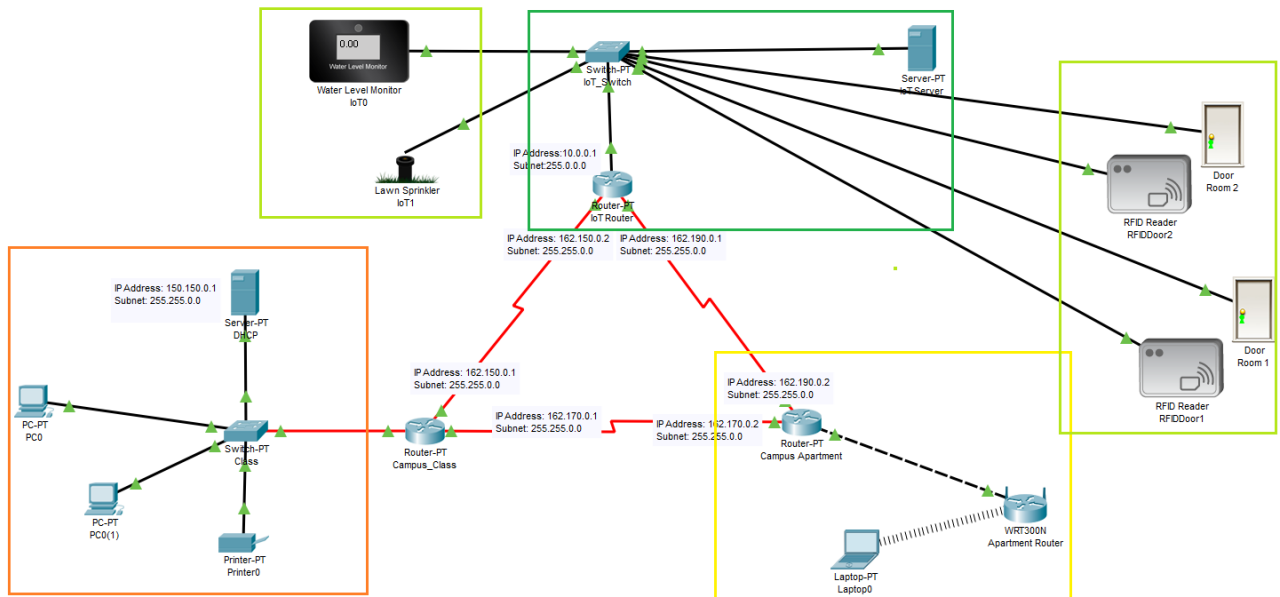 0.00
Water Level Monitor
Water Level Monitor
IoT0
Lawn Sprinkler
IoT1
Switch-PT
IoT_Switch
Server-PT
IoT Server
IP Address:10.0.0.1
Subnet:255.0.0.0
Router-PT
IoT Router
IP Address: 162.150.0.2
Subnet: 255.255.0.0
IP Address: 162.190.0.1
Subnet: 255.255.0.0
Door
Room 2
RFID Reader
RFIDDoor2
Door
Room 1
RFID Reader
RFIDDoor1
IP Address: 150.150.0.1
Subnet: 255.255.0.0
Server-PT
DHCP
PC-PT
PC0
Switch-PT
Class
PC-PT
PC0(1)
Printer-PT
Printer0
IP Address: 162.150.0.1
Subnet: 255.255.0.0
Router-PT
Campus_Class
IP Address: 162.170.0.1
Subnet: 255.255.0.0
IP Address: 162.170.0.2
Subnet: 255.255.0.0
IP Address: 162.190.0.2
Subnet: 255.255.0.0
Router-PT
Campus Apartment
WRT300N
Apartment Router
Laptop-PT
Laptop0